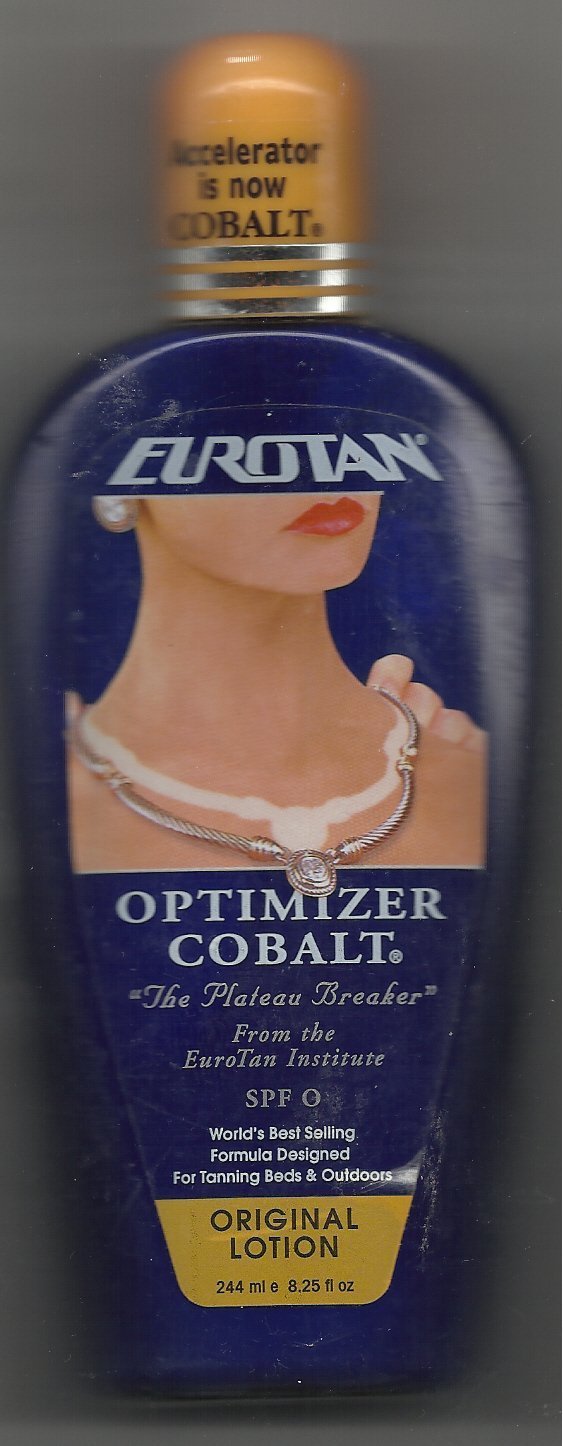 Accelerator
is now
COBALT®
EUROTAN®
OPTIMIZER
COBALT®
"The Plateau Breaker"
From the
EuroTan Institute
SPF O
World's Best Selling
Formula Designed
For Tanning Beds & Outdoors
ORIGINAL
LOTION
244 ml e 8.25 fl oz